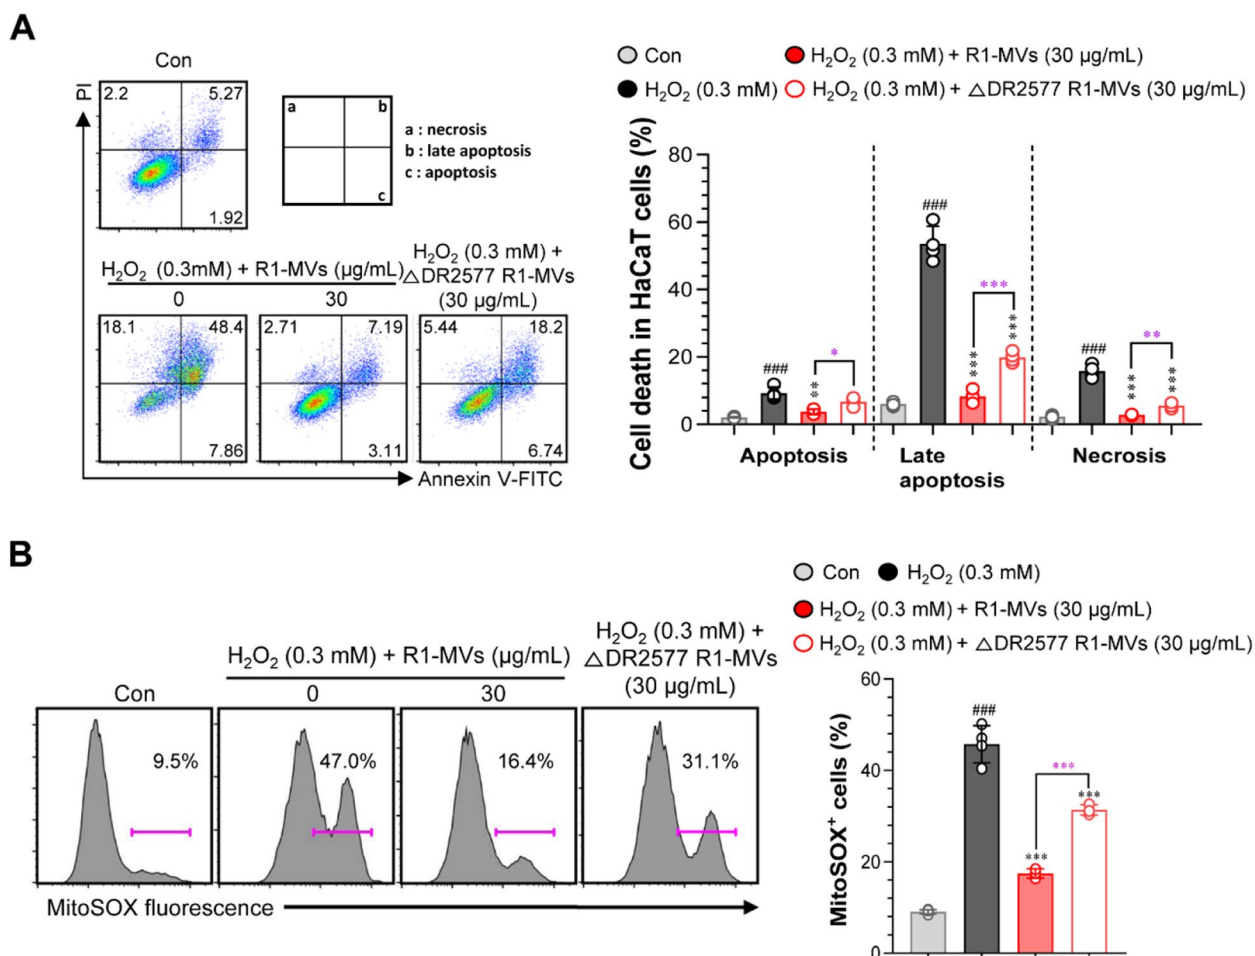 A
Con
PI
2.2
5.27
1.92
a
b
c
a : necrosis
b : late apoptosis
c : apoptosis
H₂O₂ (0.3mM) + R1-MVs (µg/mL)
0
30
H₂O₂ (0.3 mM) +
△DR2577 R1-MVs
(30 µg/mL)
18.1
48.4
7.86
2.71
7.19
3.11
5.44
18.2
6.74
Annexin V-FITC
Con
H₂O₂ (0.3 mM) + R1-MVs (30 µg/mL)
H₂O₂ (0.3 mM)
H₂O₂ (0.3 mM) + △DR2577 R1-MVs (30 µg/mL)
Cell death in HaCaT cells (%)
80
60
40
20
0
###
**
*
###
***
***
***
###
***
**
***
Apoptosis
Late
apoptosis
Necrosis
B
Con
H₂O₂ (0.3 mM) + R1-MVs (µg/mL)
0
30
H₂O₂ (0.3 mM) +
△DR2577 R1-MVs
(30 µg/mL)
9.5%
47.0%
16.4%
31.1%
MitoSOX fluorescence
Con
H₂O₂ (0.3 mM)
H₂O₂ (0.3 mM) + R1-MVs (30 µg/mL)
H₂O₂ (0.3 mM) + △DR2577 R1-MVs (30 µg/mL)
MitoSOX⁺ cells (%)
60
40
20
0
###
***
***
***